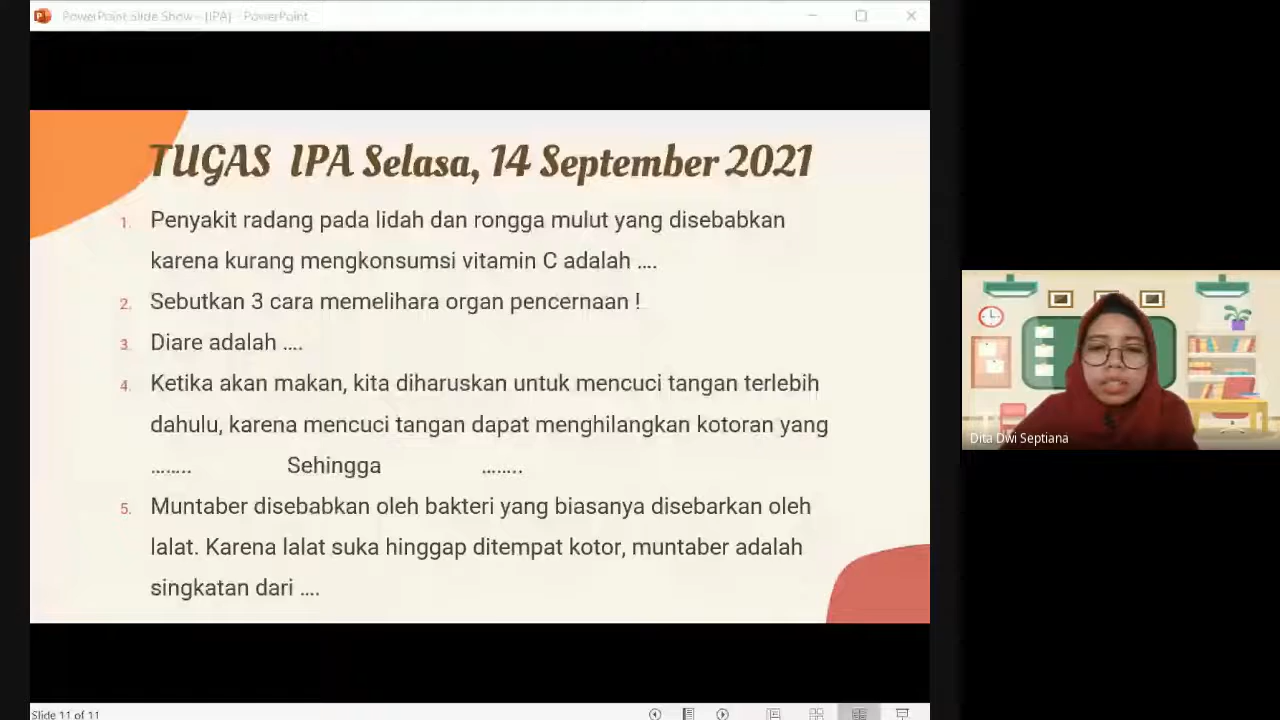 PowerPoint Slide Show - [IPA] - PowerPoint
TUGAS IPA Selasa, 14 September 2021
1. Penyakit radang pada lidah dan rongga mulut yang disebabkan
karena kurang mengkonsumsi vitamin C adalah ....
2. Sebutkan 3 cara memelihara organ pencernaan !
3. Diare adalah ....
4. Ketika akan makan, kita diharuskan untuk mencuci tangan terlebih
dahulu, karena mencuci tangan dapat menghilangkan kotoran yang
........ Sehingga ........
5. Muntaber disebabkan oleh bakteri yang biasanya disebarkan oleh
lalat. Karena lalat suka hinggap ditempat kotor, muntaber adalah
singkatan dari ....
Dita Dwi Septiana
Slide 11 of 11